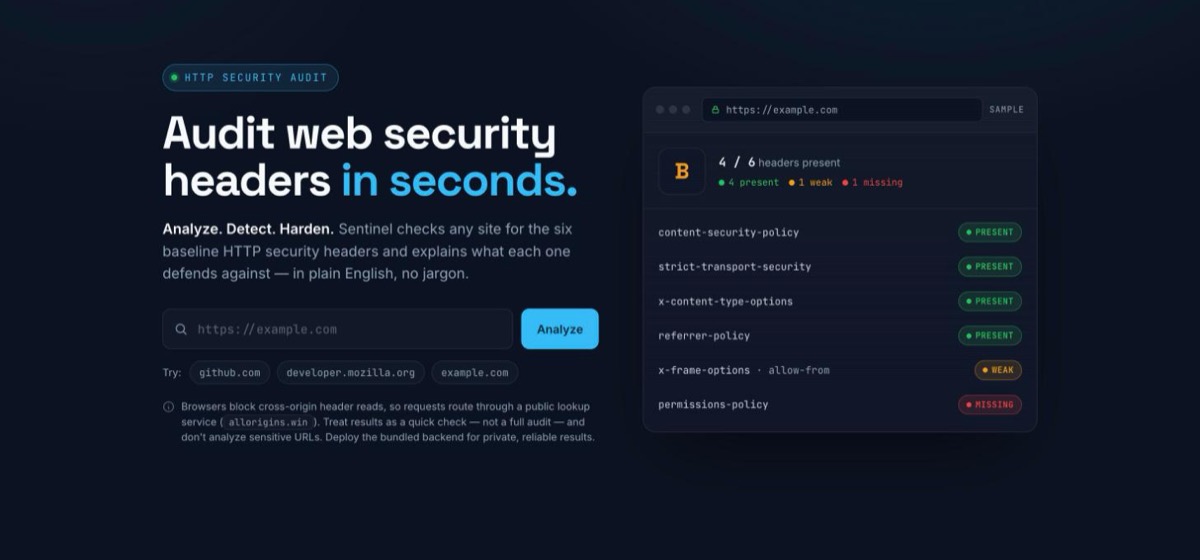 HTTP SECURITY AUDIT
Audit web security
headers in seconds.
Analyze. Detect. Harden. Sentinel checks any site for the six
baseline HTTP security headers and explains what each one
defends against — in plain English, no jargon.
https://example.com
Analyze
Try: github.com developer.mozilla.org example.com
Browsers block cross-origin header reads, so requests route through a public lookup
service ( allorigins.win ). Treat results as a quick check — not a full audit — and
don't analyze sensitive URLs. Deploy the bundled backend for private, reliable results.
https://example.com SAMPLE
B
4 / 6 headers present
4 present 1 weak 1 missing
content-security-policy PRESENT
strict-transport-security PRESENT
x-content-type-options PRESENT
referrer-policy PRESENT
x-frame-options · allow-from WEAK
permissions-policy MISSING